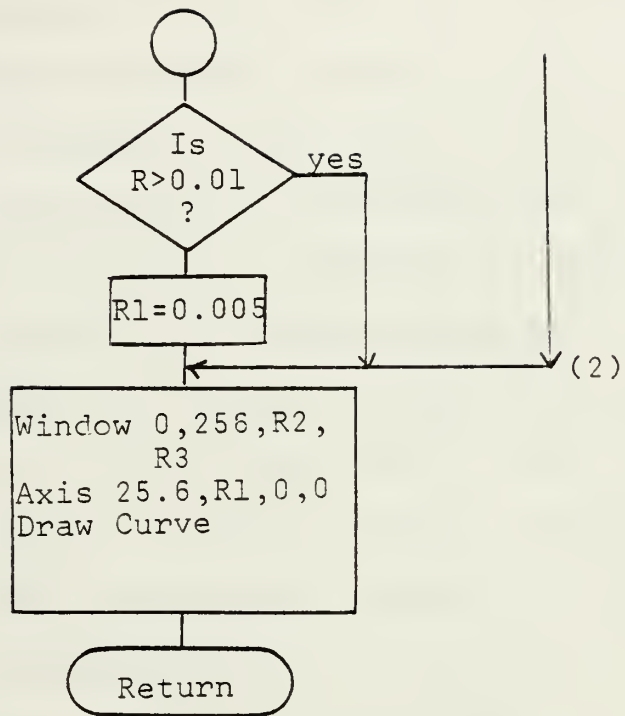 Is
R>0.01
?
yes
R1=0.005
(2)
Window 0,256,R2,
R3
Axis 25.6,R1,0,0
Draw Curve
Return